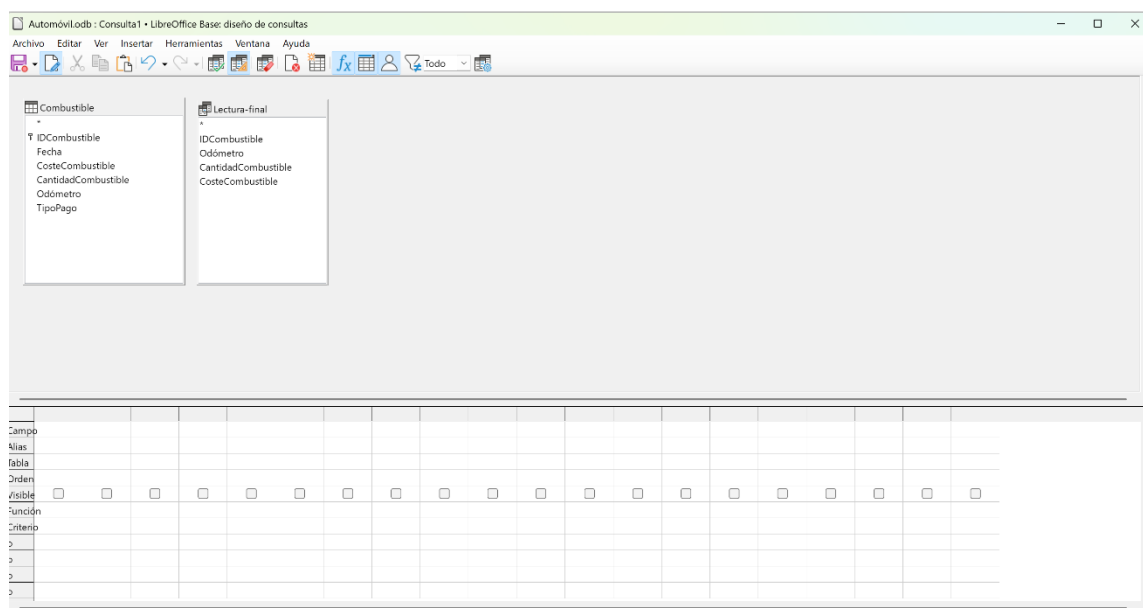 Automóvil.odb : Consulta1 • LibreOffice Base: diseño de consultas
Archivo Editar Ver Insertar Herramientas Ventana Ayuda
Todo
Combustible
*
IDCombustible
Fecha
CosteCombustible
CantidadCombustible
Odómetro
TipoPago
Lectura-final
*
IDCombustible
Odómetro
CantidadCombustible
CosteCombustible
Campo
Alias
Tabla
Orden
Visible
Función
Criterio
o
o
o
o